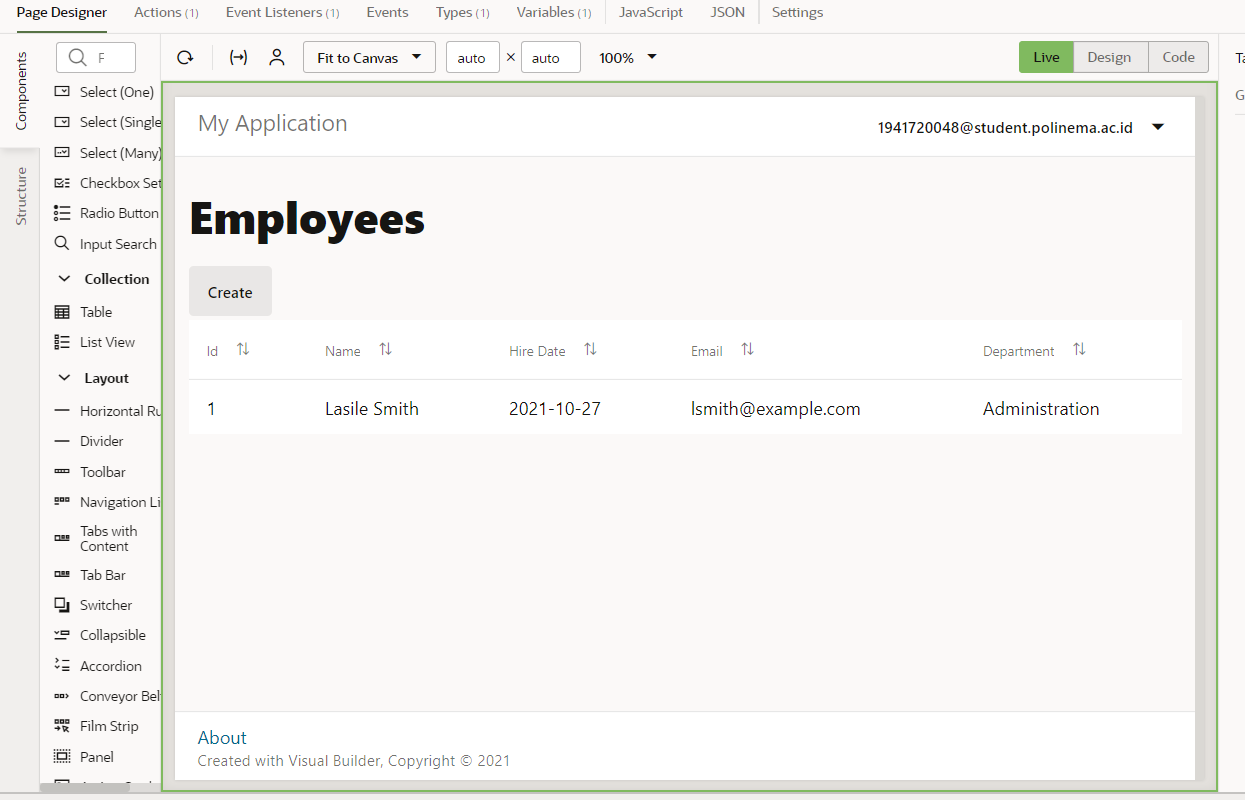 Page Designer Actions (1) Event Listeners (1) Events Types (1) Variables (1) JavaScript JSON Settings
Components
Structure
F
Fit to Canvas auto × auto 100% Live Design Code
Select (One)
Select (Single
Select (Many)
Checkbox Set
Radio Button
Input Search
Collection
Table
List View
Layout
Horizontal Ru
Divider
Toolbar
Navigation Li
Tabs with
Content
Tab Bar
Switcher
Collapsible
Accordion
Conveyor Bel
Film Strip
Panel
My Application 1941720048@student.polinema.ac.id
Employees
Create
Id Name Hire Date Email Department
1 Lasile Smith 2021-10-27 lsmith@example.com Administration
About
Created with Visual Builder, Copyright © 2021